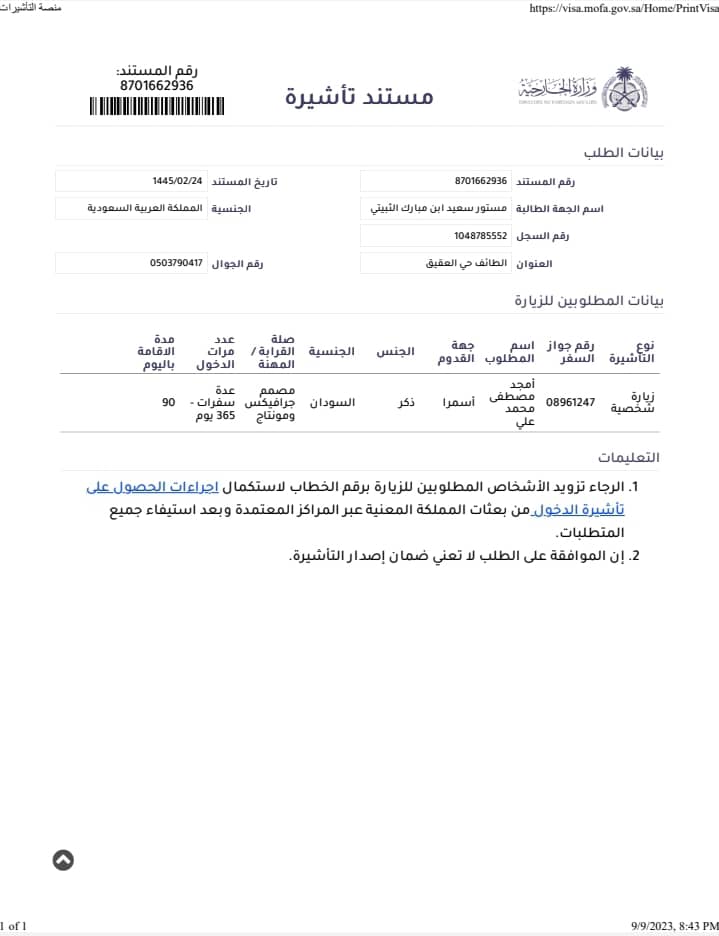 منصة التأشيرات
https://visa.mofa.gov.sa/Home/PrintVisa
وزارة الخارجية
MINISTRY OF FOREIGN AFFAIRS
مستند تأشيرة
رقم المستند:
8701662936
بيانات الطلب
رقم المستند 8701662936 تاريخ المستند 1445/02/24
اسم الجهة الطالبة مستور سعيد ابن مبارك الثبيتي الجنسية المملكة العربية السعودية
رقم السجل 1048785552
العنوان الطائف حي العقيق رقم الجوال 0503790417
بيانات المطلوبين للزيارة
نوع التأشيرة رقم جواز السفر اسم المطلوب جهة القدوم الجنس الجنسية صلة القرابة / المهنة عدد مرات الدخول مدة الاقامة باليوم
زيارة شخصية 08961247 أمجد مصطفى محمد علي أسمرا ذكر السودان مصمم جرافيكس ومونتاج عدة سفرات - 365 يوم 90
التعليمات
1. الرجاء تزويد الأشخاص المطلوبين للزيارة برقم الخطاب لاستكمال اجراءات الحصول على
تأشيرة الدخول من بعثات المملكة المعنية عبر المراكز المعتمدة وبعد استيفاء جميع
المتطلبات.
2. إن الموافقة على الطلب لا تعني ضمان إصدار التأشيرة.
1 of 1
9/9/2023, 8:43 PM